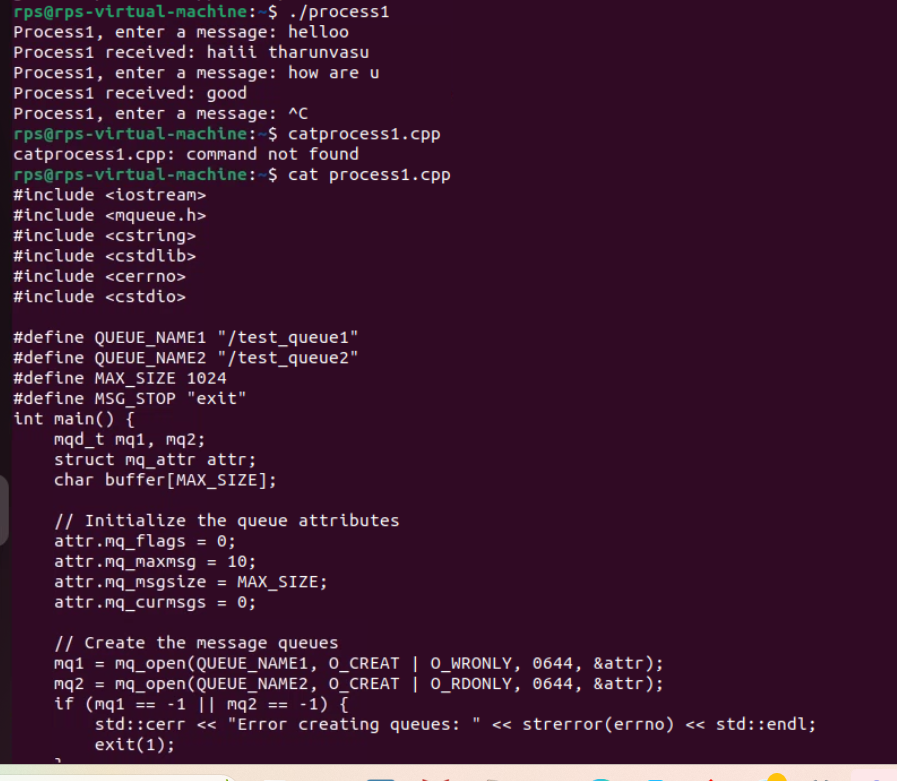 rps@rps-virtual-machine:~$ ./process1
Process1, enter a message: helloo
Process1 received: haiii tharunvasu
Process1, enter a message: how are u
Process1 received: good
Process1, enter a message: ^C
rps@rps-virtual-machine:~$ catprocess1.cpp
catprocess1.cpp: command not found
rps@rps-virtual-machine:~$ cat process1.cpp
#include <iostream>
#include <mqueue.h>
#include <cstring>
#include <cstdlib>
#include <cerrno>
#include <cstdio>

#define QUEUE_NAME1 "/test_queue1"
#define QUEUE_NAME2 "/test_queue2"
#define MAX_SIZE 1024
#define MSG_STOP "exit"
int main() {
    mqd_t mq1, mq2;
    struct mq_attr attr;
    char buffer[MAX_SIZE];

    // Initialize the queue attributes
    attr.mq_flags = 0;
    attr.mq_maxmsg = 10;
    attr.mq_msgsize = MAX_SIZE;
    attr.mq_curmsgs = 0;

    // Create the message queues
    mq1 = mq_open(QUEUE_NAME1, O_CREAT | O_WRONLY, 0644, &attr);
    mq2 = mq_open(QUEUE_NAME2, O_CREAT | O_RDONLY, 0644, &attr);
    if (mq1 == -1 || mq2 == -1) {
        std::cerr << "Error creating queues: " << strerror(errno) << std::endl;
        exit(1);